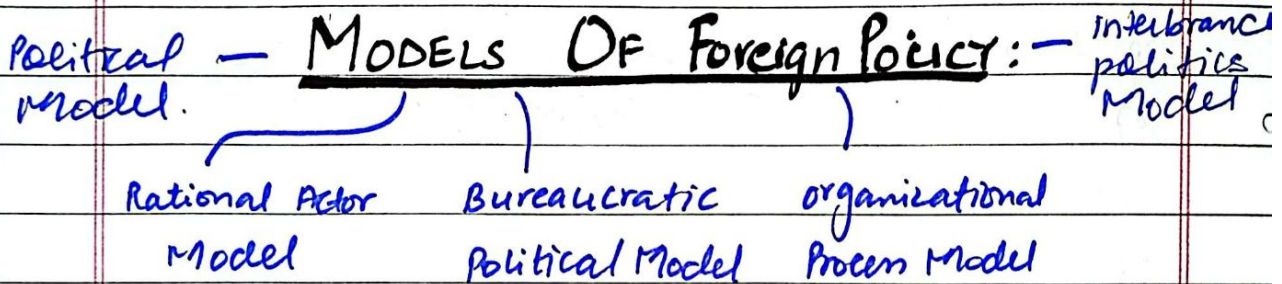 Political — MODELS OF Foreign Policy: — interbranch
Model. politics
Model
Rational Actor Bureaucratic organizational
Model Political Model Process Model